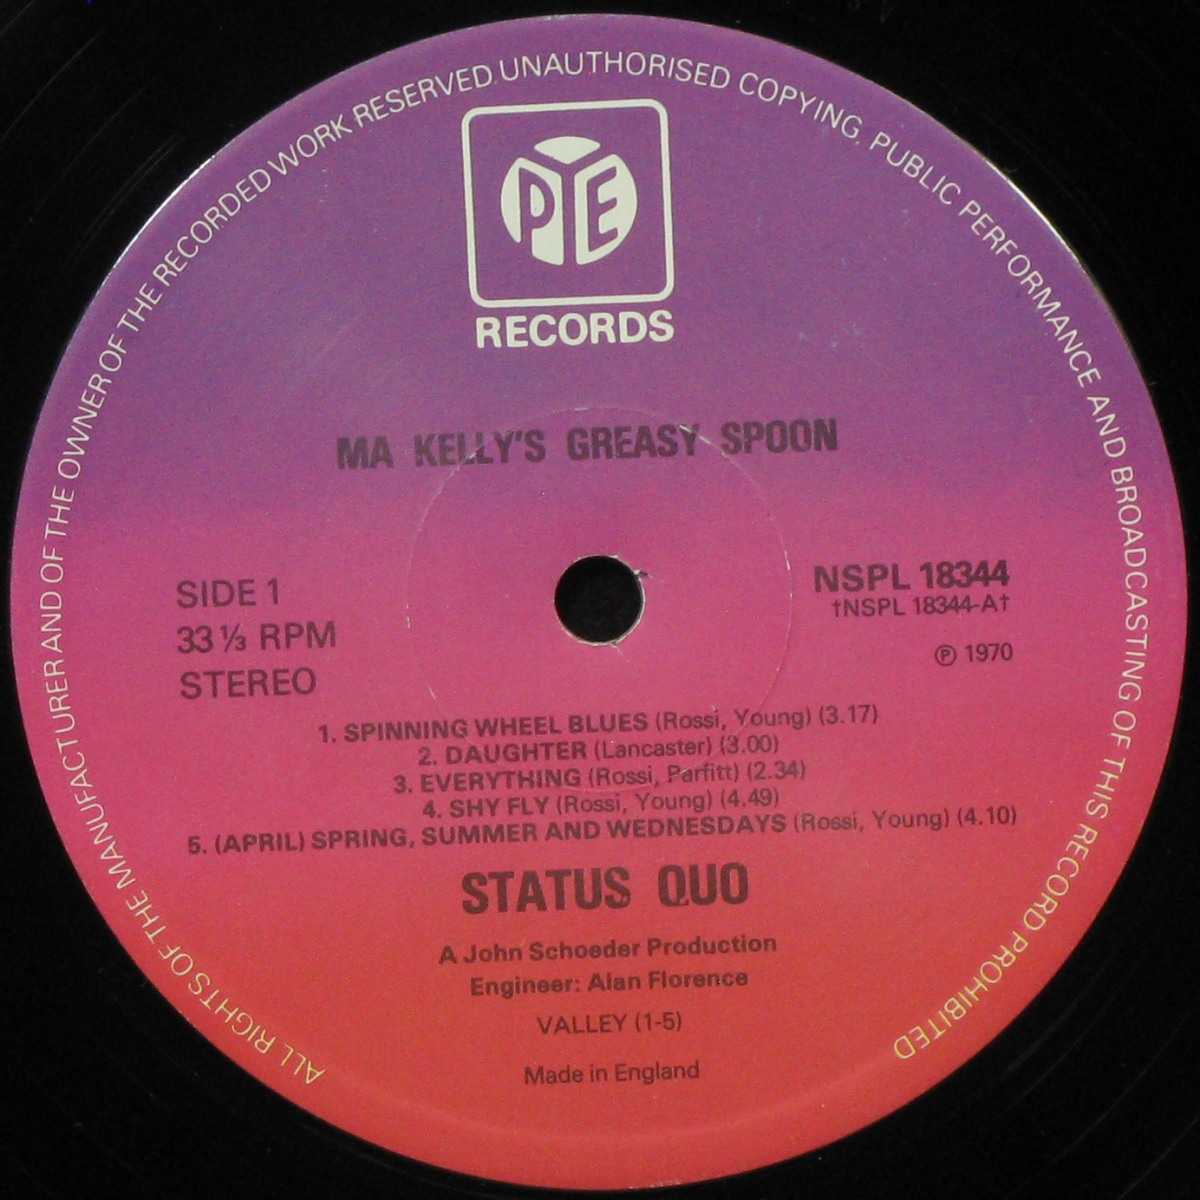 ALL RIGHTS OF THE MANUFACTURER AND OF THE OWNER OF THE RECORDED WORK RESERVED. UNAUTHORISED COPYING, PUBLIC PERFORMANCE AND BROADCASTING OF THIS RECORD PROHIBITED
PYE
RECORDS
MA KELLY'S GREASY SPOON
SIDE 1
33 ⅓ RPM
STEREO
NSPL 18344
†NSPL 18344-A†
℗ 1970
1. SPINNING WHEEL BLUES (Rossi, Young) (3.17)
2. DAUGHTER (Lancaster) (3.00)
3. EVERYTHING (Rossi, Parfitt) (2.34)
4. SHY FLY (Rossi, Young) (4.49)
5. (APRIL) SPRING, SUMMER AND WEDNESDAYS (Rossi, Young) (4.10)
STATUS QUO
A John Schoeder Production
Engineer: Alan Florence
VALLEY (1-5)
Made in England